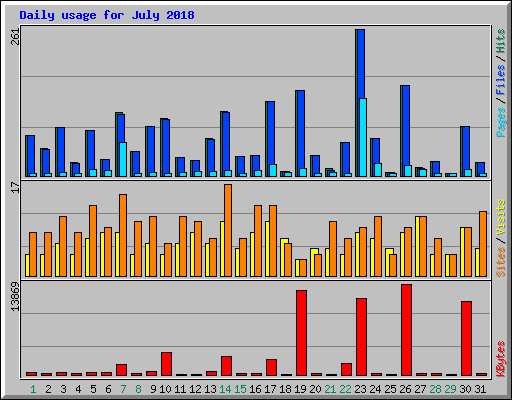 Daily usage for July 2018
261
Pages / Files / Hits
17
Sites / Visits
13869
KBytes
1 2 3 4 5 6 7 8 9 10 11 12 13 14 15 16 17 18 19 20 21 22 23 24 25 26 27 28 29 30 31